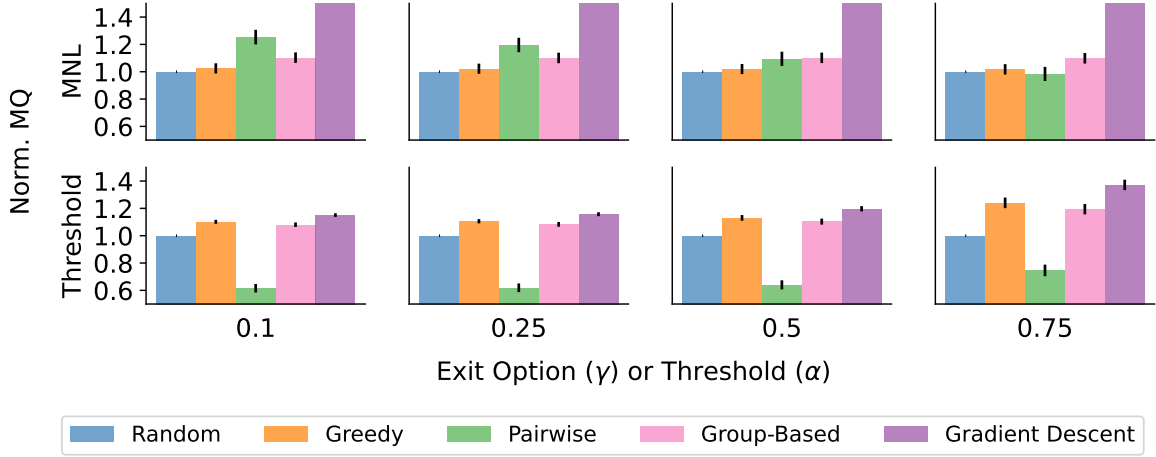 Norm. MQ
MNL
1.4
1.2
1.0
0.8
0.6
Threshold
1.4
1.2
1.0
0.8
0.6
0.1 0.25 0.5 0.75
Exit Option (γ) or Threshold (α)
Random Greedy Pairwise Group-Based Gradient Descent